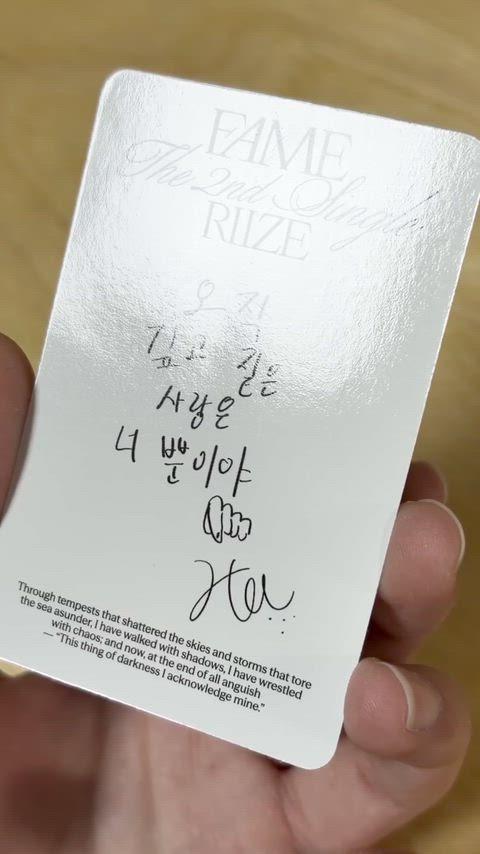 FAME
The 2nd Single
RIIZE
오직
깊고 짙은
사랑은
너 뿐이야
Through tempests that shattered the skies and storms that tore
the sea asunder, I have walked with shadows, I have wrestled
with chaos; and now, at the end of all anguish
— "This thing of darkness I acknowledge mine."